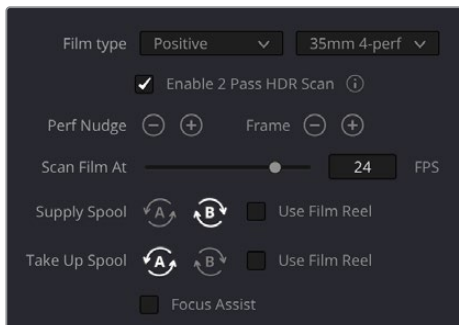 Film type Positive 35mm 4-perf
Enable 2 Pass HDR Scan
Perf Nudge Frame
Scan Film At 24 FPS
Supply Spool A B Use Film Reel
Take Up Spool A B Use Film Reel
Focus Assist